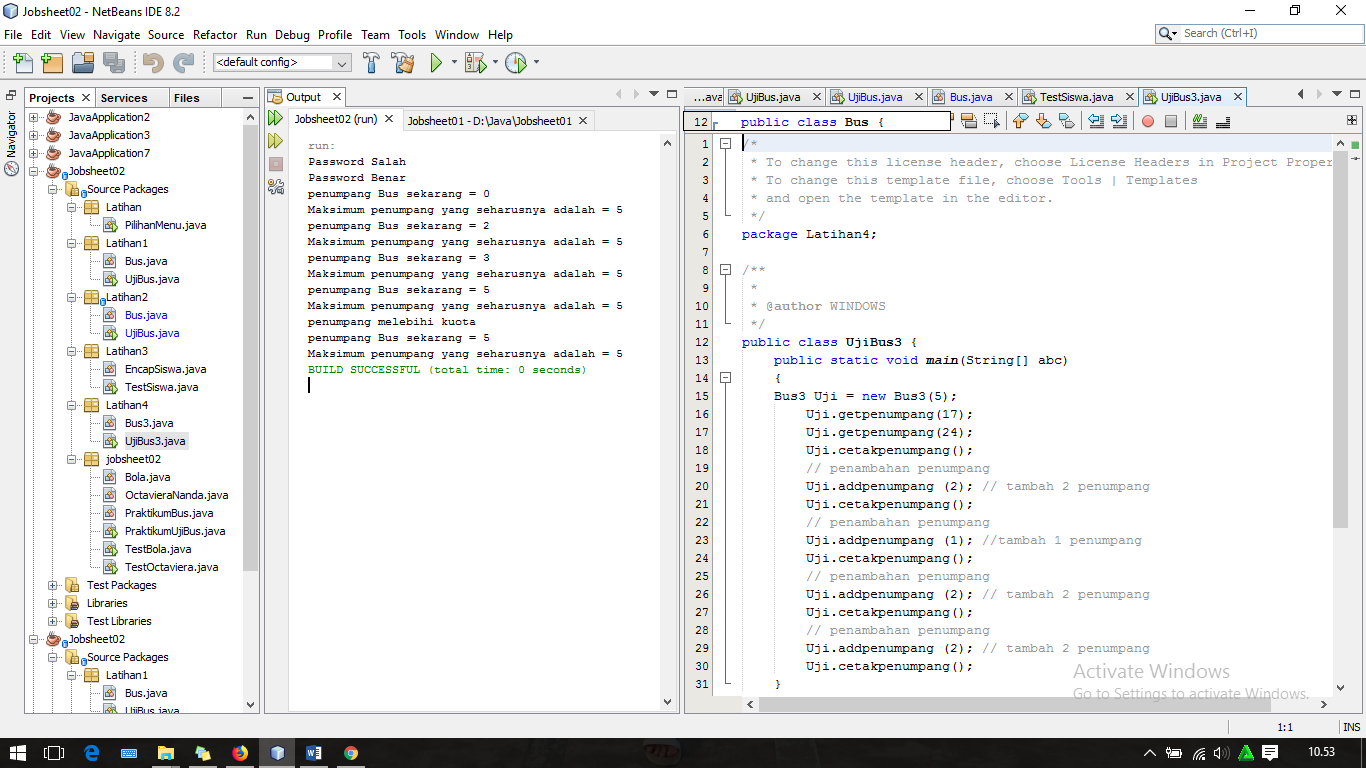 Jobsheet02 - NetBeans IDE 8.2
File Edit View Navigate Source Refactor Run Debug Profile Team Tools Window Help
Search (Ctrl+I)
<default config>
Navigator
Projects Services Files
JavaApplication2
JavaApplication3
JavaApplication7
Jobsheet02
Source Packages
Latihan
PilihanMenu.java
Latihan1
Bus.java
UjiBus.java
Latihan2
Bus.java
UjiBus.java
Latihan3
EncapSiswa.java
TestSiswa.java
Latihan4
Bus3.java
UjiBus3.java
jobsheet02
Bola.java
OctavieraNanda.java
PraktikumBus.java
PraktikumUjiBus.java
TestBola.java
TestOctaviera.java
Test Packages
Libraries
Test Libraries
Jobsheet02
Source Packages
Latihan1
Bus.java
UjiBus.java
Output
Jobsheet02 (run) Jobsheet01 - D:\Java\Jobsheet01
run:
Password Salah
Password Benar
penumpang Bus sekarang = 0
Maksimum penumpang yang seharusnya adalah = 5
penumpang Bus sekarang = 2
Maksimum penumpang yang seharusnya adalah = 5
penumpang Bus sekarang = 3
Maksimum penumpang yang seharusnya adalah = 5
penumpang Bus sekarang = 5
Maksimum penumpang yang seharusnya adalah = 5
penumpang melebihi kuota
penumpang Bus sekarang = 5
Maksimum penumpang yang seharusnya adalah = 5
BUILD SUCCESSFUL (total time: 0 seconds)
...ava UjiBus.java UjiBus.java Bus.java TestSiswa.java UjiBus3.java
12 public class Bus {
1 /*
2 * To change this license header, choose License Headers in Project Proper
3 * To change this template file, choose Tools | Templates
4 * and open the template in the editor.
5 */
6 package Latihan4;
7
8 /**
9 *
10 * @author WINDOWS
11 */
12 public class UjiBus3 {
13 public static void main(String[] abc)
14 {
15 Bus3 Uji = new Bus3(5);
16 Uji.getpenumpang(17);
17 Uji.getpenumpang(24);
18 Uji.cetakpenumpang();
19 // penambahan penumpang
20 Uji.addpenumpang (2); // tambah 2 penumpang
21 Uji.cetakpenumpang();
22 // penambahan penumpang
23 Uji.addpenumpang (1); //tambah 1 penumpang
24 Uji.cetakpenumpang();
25 // penambahan penumpang
26 Uji.addpenumpang (2); // tambah 2 penumpang
27 Uji.cetakpenumpang();
28 // penambahan penumpang
29 Uji.addpenumpang (2); // tambah 2 penumpang
30 Uji.cetakpenumpang();
31 }
Activate Windows
Go to Settings to activate Windows.
1:1 INS
10.53